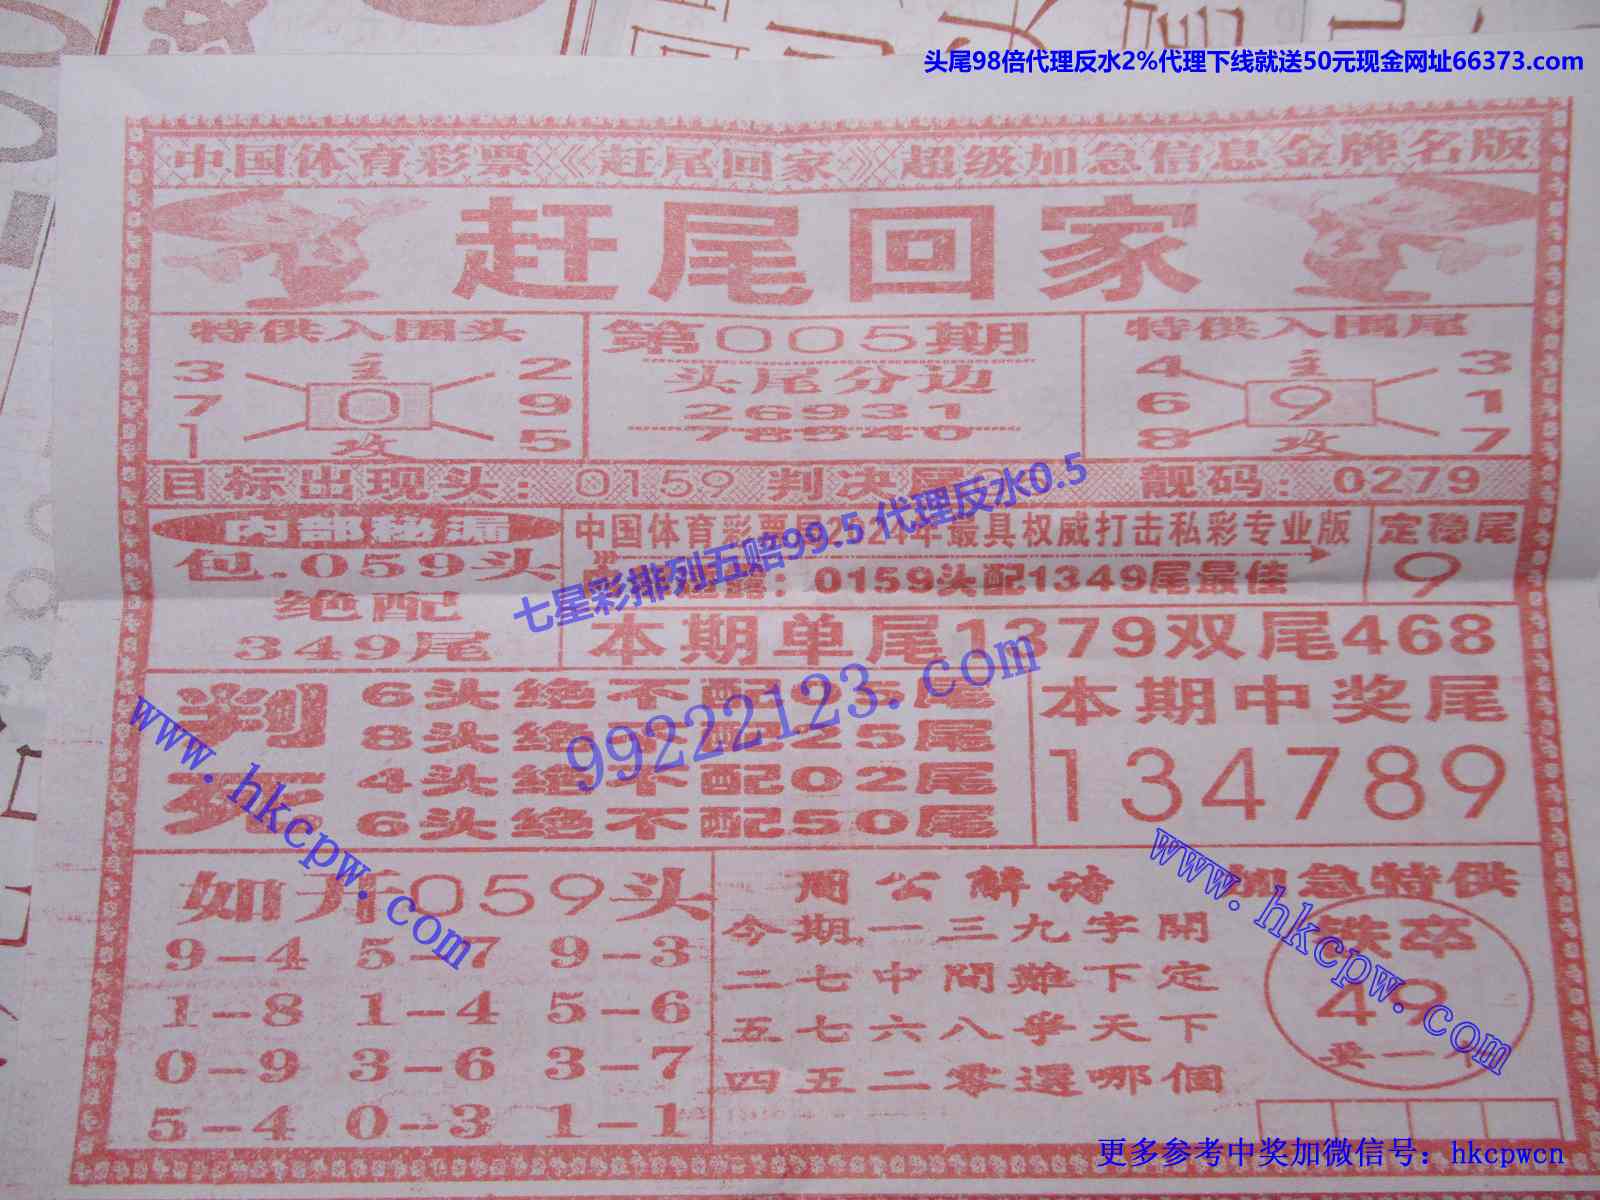 头尾98倍代理反水2%代理下线就送50元现金网址66373.com
中国体育彩票《赶尾回家》超级加急信息金牌名版
赶尾回家
特供入围头
3 主 2
7 0 9
1 攻 5
第005期
头尾分边
26931
78540
特供入围尾
4 主 3
6 9 1
8 攻 7
目标出现头：0159 判决尾 靓码：0279
内部秘漏
包.059头
绝配
349尾
中国体育彩票 2024年最具权威打击私彩专业版
：0159头配1349尾最佳
定稳尾
9
七星彩排列五赔99.5 代理反水0.5
本期单尾1379双尾468
判死
6头绝不配05尾
8头绝不配25尾
4头绝不配02尾
6头绝不配50尾
99222123.com
本期中奖尾
134789
www.hkcpw.com
如开059头
9-4 5-7 9-3
1-8 1-4 5-6
0-9 3-6 3-7
5-4 0-3 1-1
周公解诗
今期一三九字開
二七中間難下定
五七六八爭天下
四五二零選哪個
加急特供
铁卒
49
奖一个
www.hkcpw.com
更多参考中奖加微信号：hkcpwcn